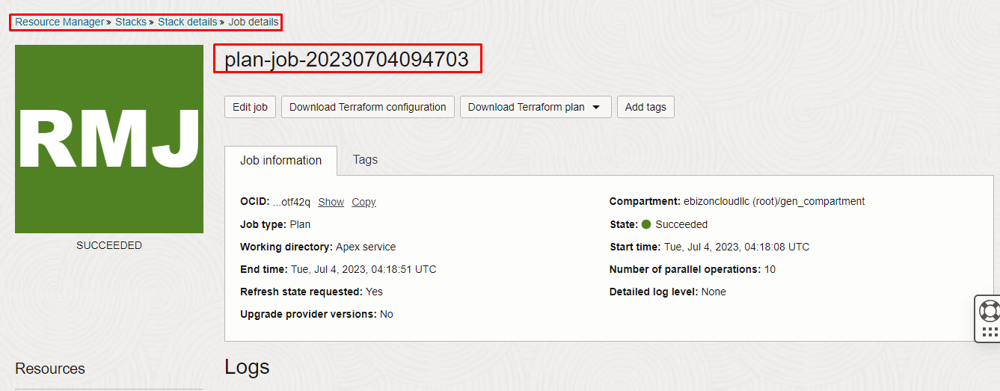 Resource Manager » Stacks » Stack details » Job details
plan-job-20230704094703
Edit job
Download Terraform configuration
Download Terraform plan
Add tags
RMJ
SUCCEEDED
Job information
Tags
OCID: ...otf42q Show Copy
Compartment: ebizoncloudllc (root)/gen_compartment
Job type: Plan
State: Succeeded
Working directory: Apex service
Start time: Tue, Jul 4, 2023, 04:18:08 UTC
End time: Tue, Jul 4, 2023, 04:18:51 UTC
Number of parallel operations: 10
Refresh state requested: Yes
Detailed log level: None
Upgrade provider versions: No
Resources
Logs